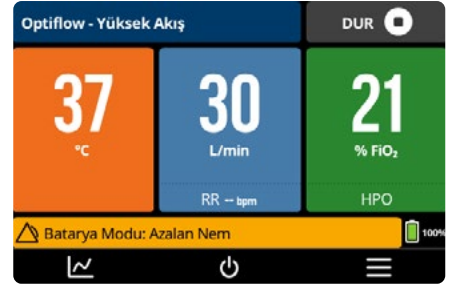 Optiflow - Yüksek Akış
DUR
37
°C
30
L/min
RR -- bpm
21
% FiO₂
HPO
Batarya Modu: Azalan Nem
100%